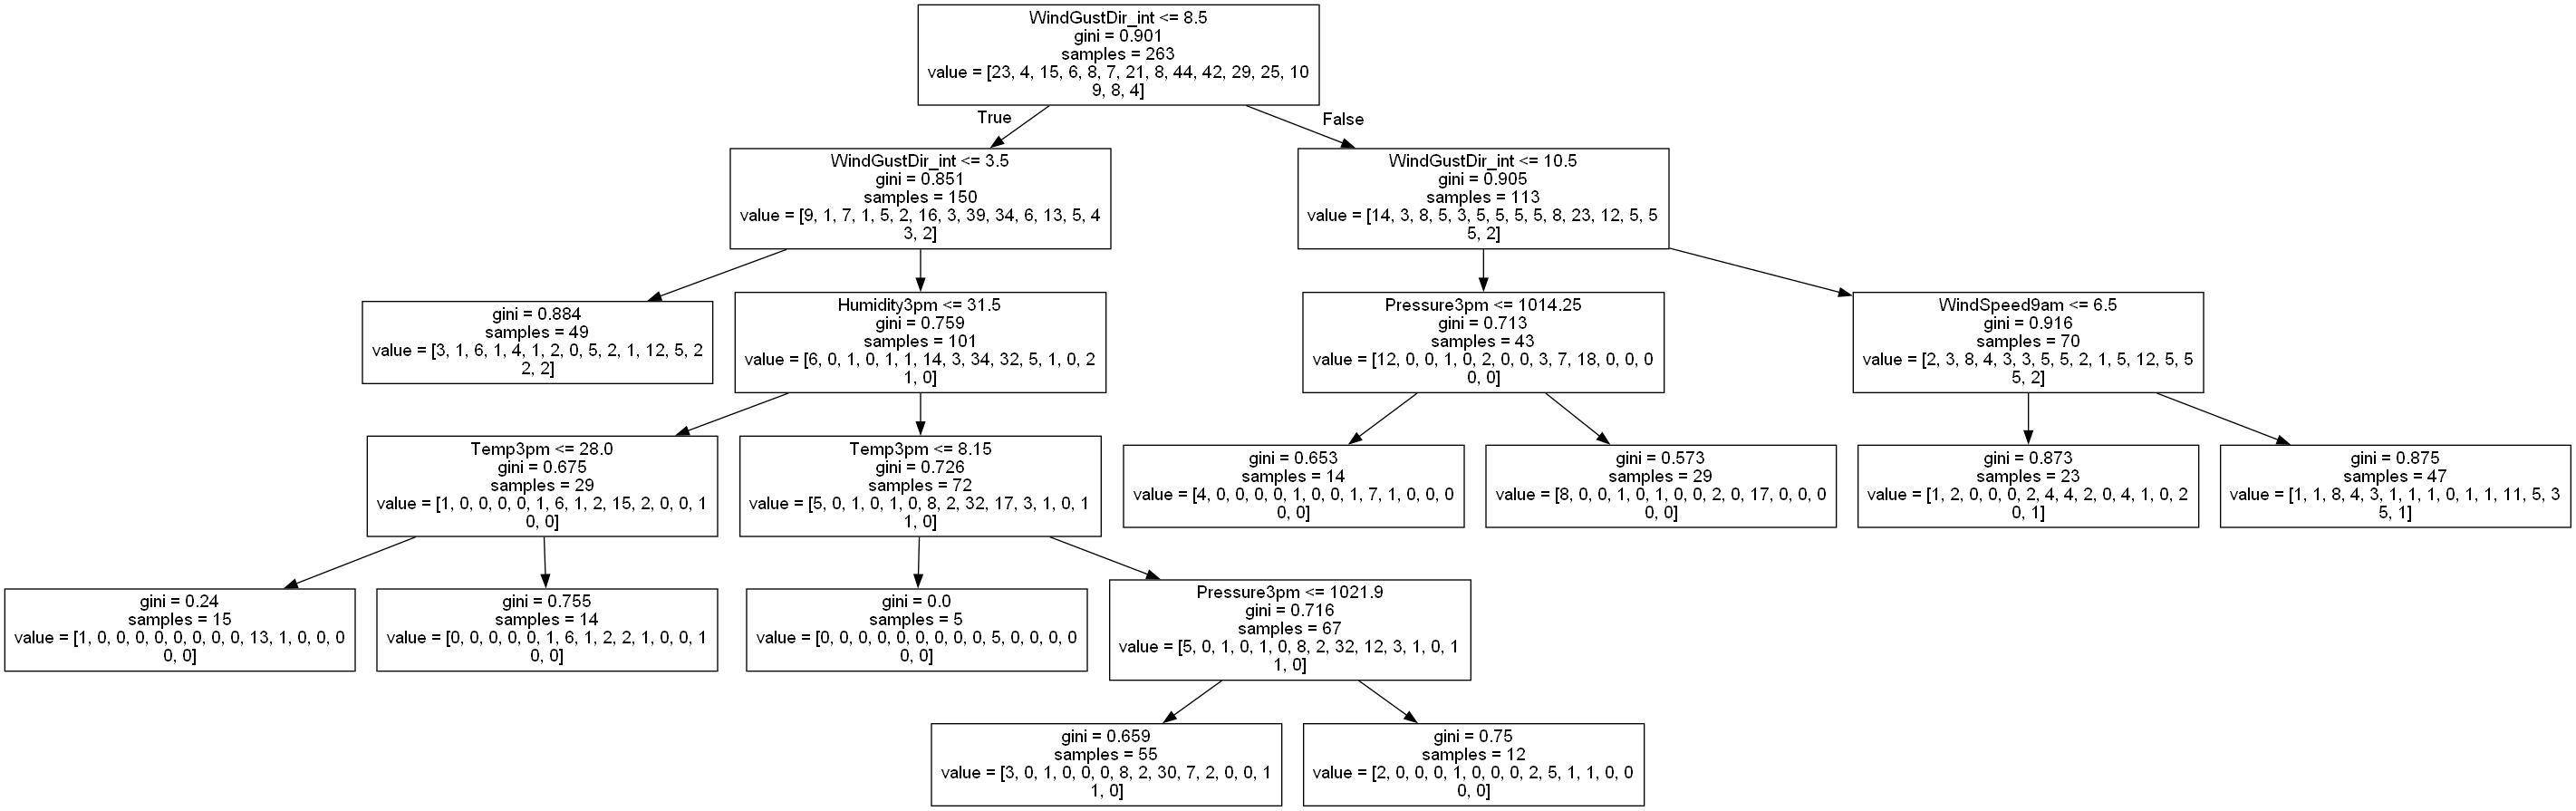 WindGustDir_int <= 8.5
gini = 0.901
samples = 263
value = [23, 4, 15, 6, 8, 7, 21, 8, 44, 42, 29, 25, 10
9, 8, 4]
True
False
WindGustDir_int <= 3.5
gini = 0.851
samples = 150
value = [9, 1, 7, 1, 5, 2, 16, 3, 39, 34, 6, 13, 5, 4
3, 2]
WindGustDir_int <= 10.5
gini = 0.905
samples = 113
value = [14, 3, 8, 5, 3, 5, 5, 5, 5, 8, 23, 12, 5, 5
5, 2]
gini = 0.884
samples = 49
value = [3, 1, 6, 1, 4, 1, 2, 0, 5, 2, 1, 12, 5, 2
2, 2]
Humidity3pm <= 31.5
gini = 0.759
samples = 101
value = [6, 0, 1, 0, 1, 1, 14, 3, 34, 32, 5, 1, 0, 2
1, 0]
Pressure3pm <= 1014.25
gini = 0.713
samples = 43
value = [12, 0, 0, 1, 0, 2, 0, 0, 3, 7, 18, 0, 0, 0
0, 0]
WindSpeed9am <= 6.5
gini = 0.916
samples = 70
value = [2, 3, 8, 4, 3, 3, 5, 5, 2, 1, 5, 12, 5, 5
5, 2]
Temp3pm <= 28.0
gini = 0.675
samples = 29
value = [1, 0, 0, 0, 0, 1, 6, 1, 2, 15, 2, 0, 0, 1
0, 0]
Temp3pm <= 8.15
gini = 0.726
samples = 72
value = [5, 0, 1, 0, 1, 0, 8, 2, 32, 17, 3, 1, 0, 1
1, 0]
gini = 0.653
samples = 14
value = [4, 0, 0, 0, 0, 1, 0, 0, 1, 7, 1, 0, 0, 0
0, 0]
gini = 0.573
samples = 29
value = [8, 0, 0, 1, 0, 1, 0, 0, 2, 0, 17, 0, 0, 0
0, 0]
gini = 0.873
samples = 23
value = [1, 2, 0, 0, 0, 2, 4, 4, 2, 0, 4, 1, 0, 2
0, 1]
gini = 0.875
samples = 47
value = [1, 1, 8, 4, 3, 1, 1, 1, 0, 1, 1, 11, 5, 3
5, 1]
gini = 0.24
samples = 15
value = [1, 0, 0, 0, 0, 0, 0, 0, 0, 13, 1, 0, 0, 0
0, 0]
gini = 0.755
samples = 14
value = [0, 0, 0, 0, 0, 1, 6, 1, 2, 2, 1, 0, 0, 1
0, 0]
gini = 0.0
samples = 5
value = [0, 0, 0, 0, 0, 0, 0, 0, 0, 5, 0, 0, 0, 0
0, 0]
Pressure3pm <= 1021.9
gini = 0.716
samples = 67
value = [5, 0, 1, 0, 1, 0, 8, 2, 32, 12, 3, 1, 0, 1
1, 0]
gini = 0.659
samples = 55
value = [3, 0, 1, 0, 0, 0, 8, 2, 30, 7, 2, 0, 0, 1
1, 0]
gini = 0.75
samples = 12
value = [2, 0, 0, 0, 1, 0, 0, 0, 2, 5, 1, 1, 0, 0
0, 0]